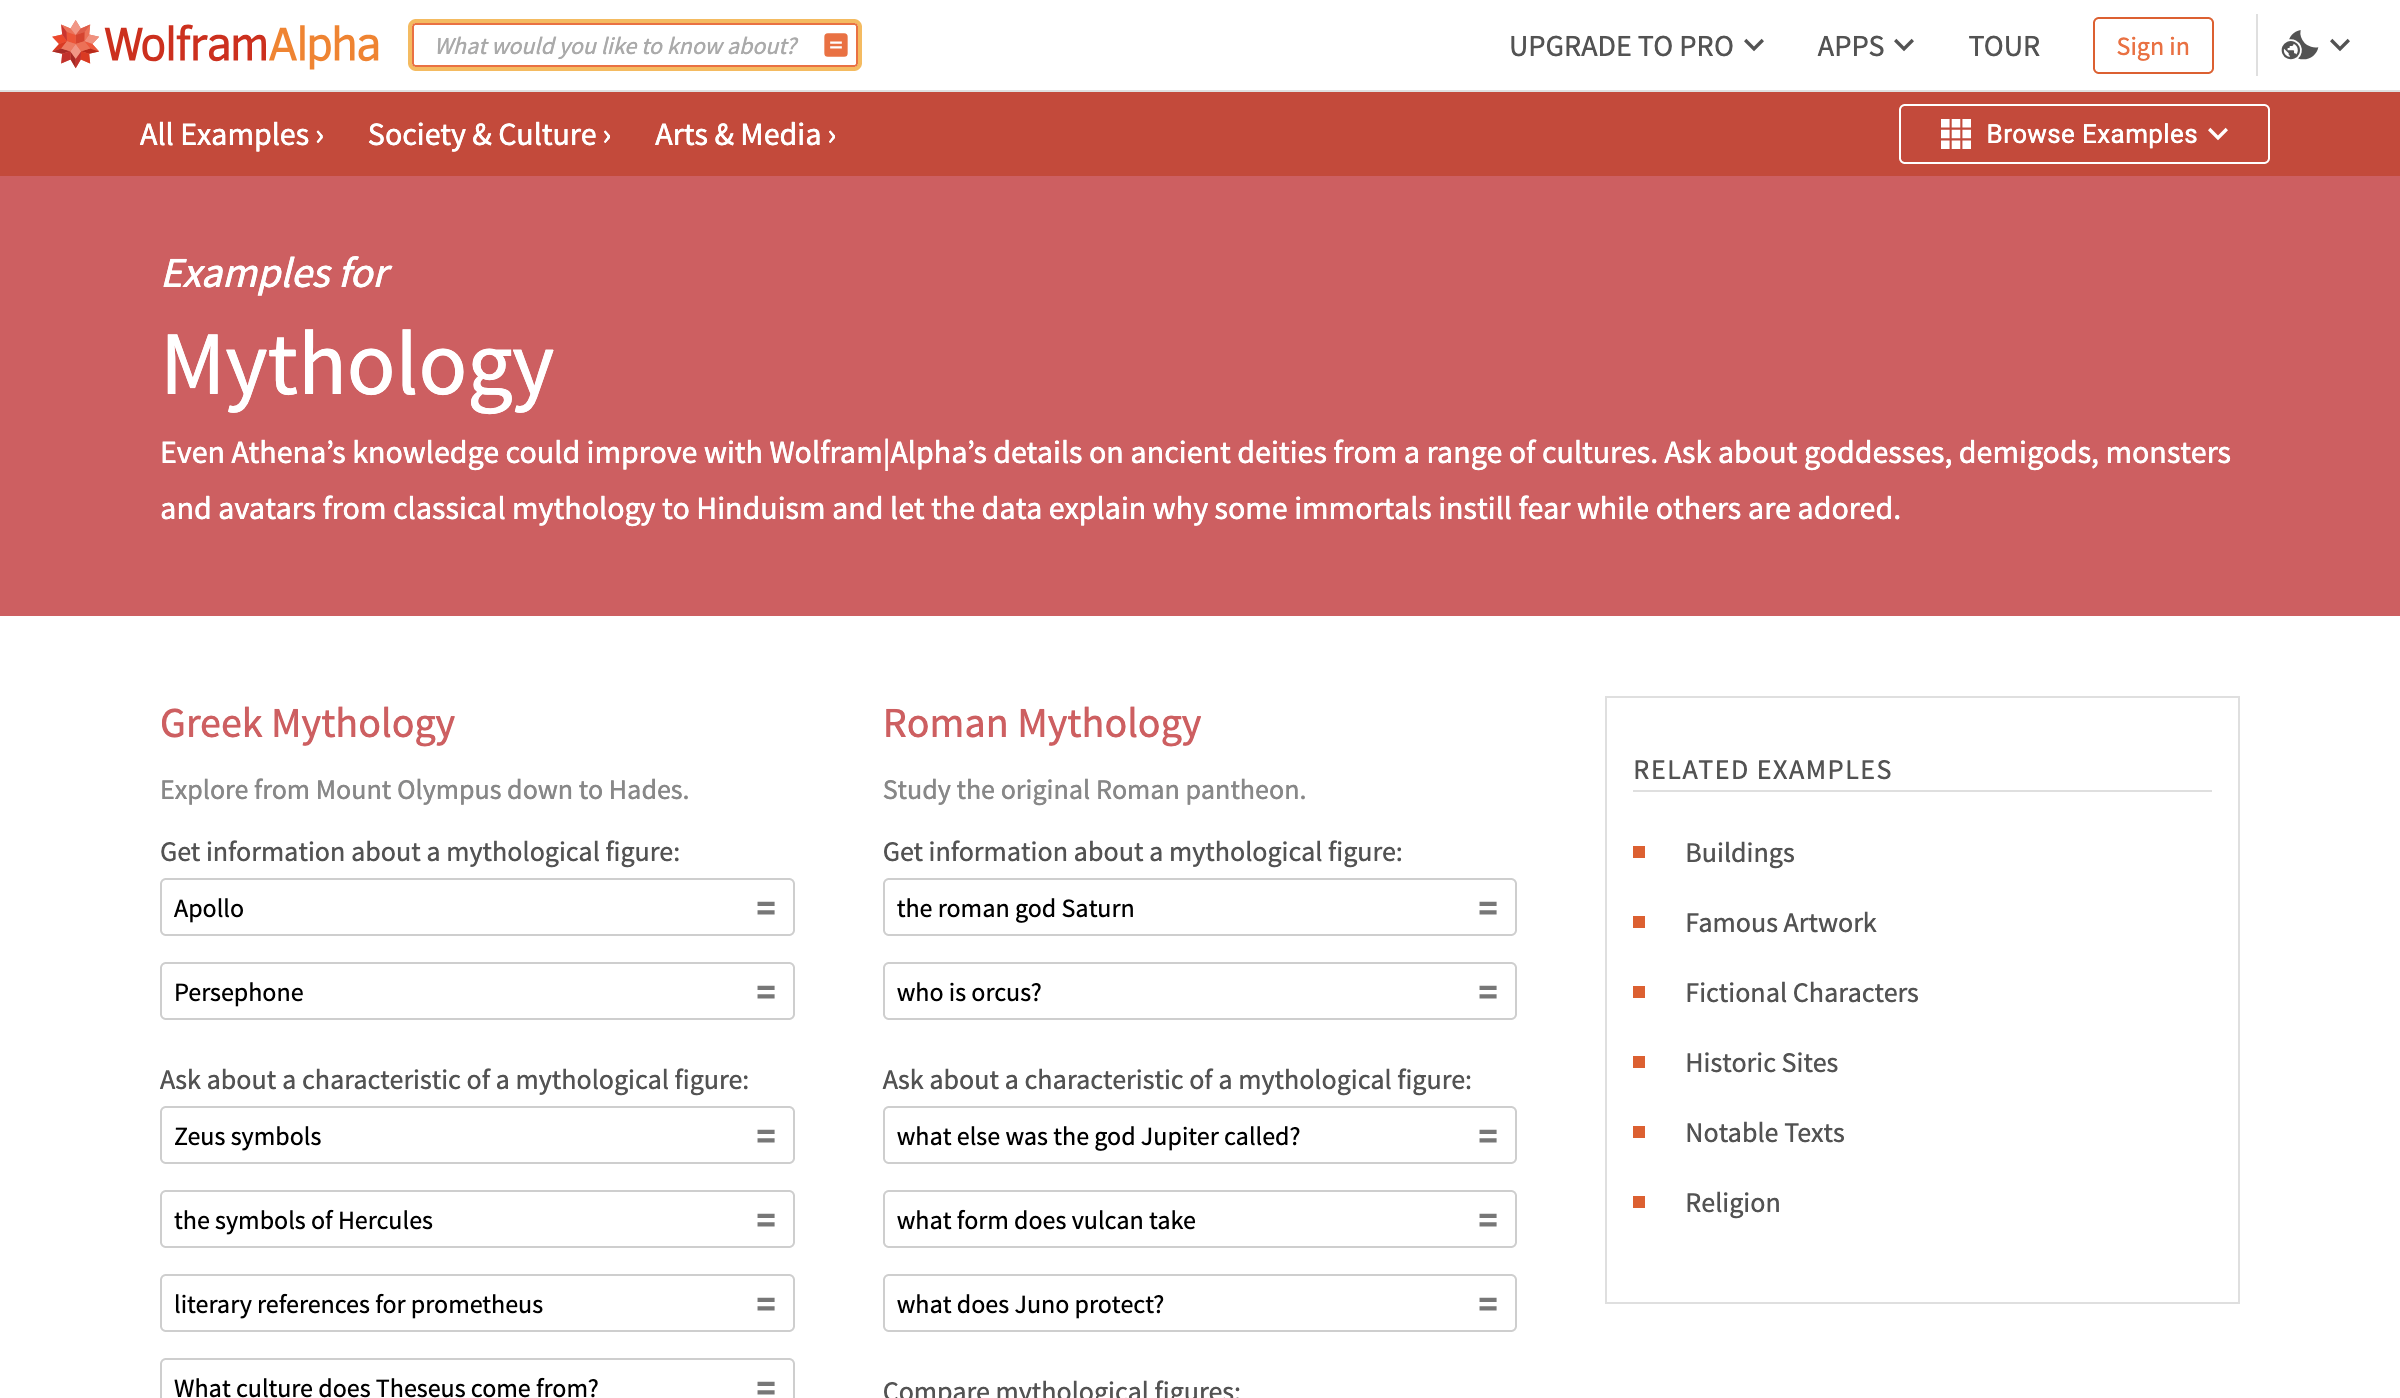 WolframAlpha
What would you like to know about?
UPGRADE TO PRO
APPS
TOUR
Sign in
All Examples ›
Society & Culture ›
Arts & Media ›
Browse Examples
Examples for
Mythology
Even Athena’s knowledge could improve with Wolfram|Alpha’s details on ancient deities from a range of cultures. Ask about goddesses, demigods, monsters
and avatars from classical mythology to Hinduism and let the data explain why some immortals instill fear while others are adored.
Greek Mythology
Explore from Mount Olympus down to Hades.
Get information about a mythological figure:
Apollo
Persephone
Ask about a characteristic of a mythological figure:
Zeus symbols
the symbols of Hercules
literary references for prometheus
What culture does Theseus come from?
Roman Mythology
Study the original Roman pantheon.
Get information about a mythological figure:
the roman god Saturn
who is orcus?
Ask about a characteristic of a mythological figure:
what else was the god Jupiter called?
what form does vulcan take
what does Juno protect?
Compare mythological figures:
RELATED EXAMPLES
Buildings
Famous Artwork
Fictional Characters
Historic Sites
Notable Texts
Religion